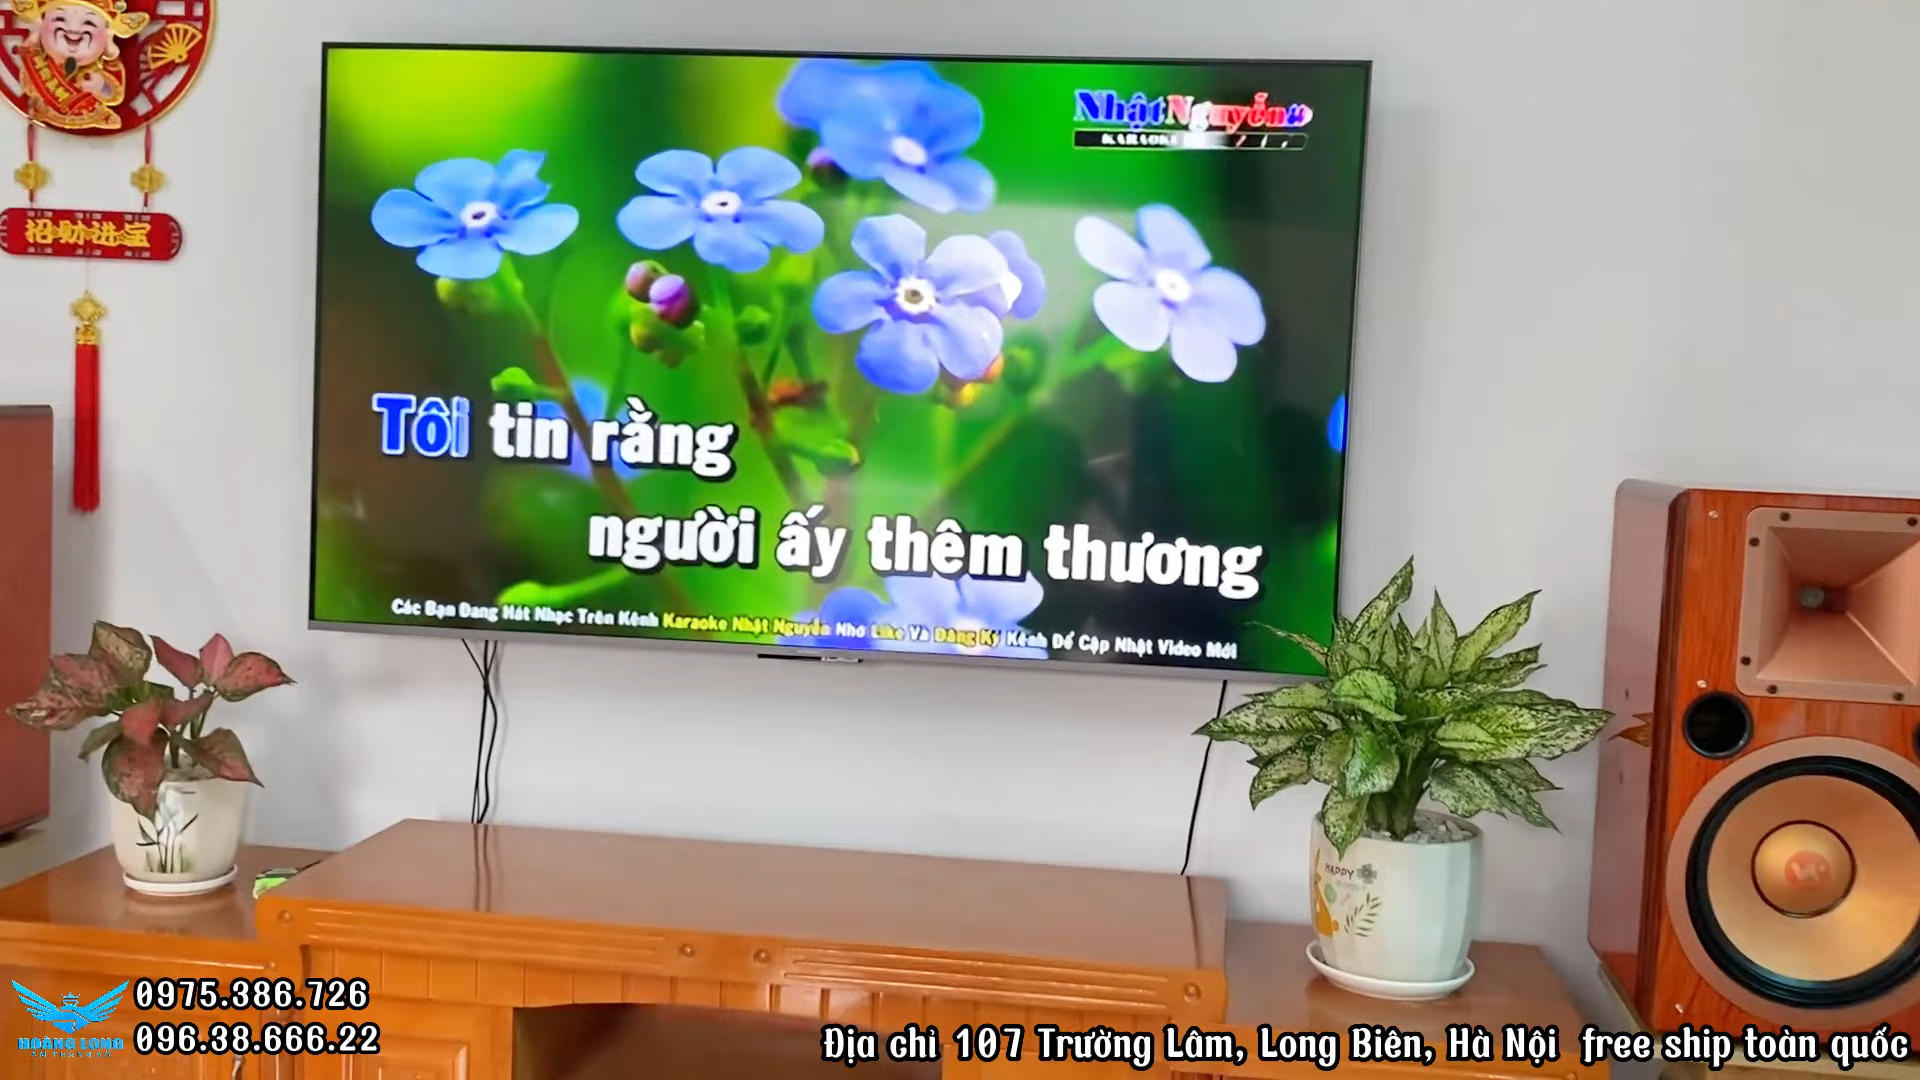 招财进宝
Nhật Nguyễn
KARAOKE
Tôi tin rằng
người ấy thêm thương
Các Bạn Đang Hát Nhạc Trên Kênh Karaoke Nhật Nguyễn Nhớ Like Và Đăng Ký Kênh Để Cập Nhật Video Mới
HAPPY
0975.386.726
096.38.666.22
HOÀNG LONG
ÂM THANH SỐ
Địa chỉ 107 Trường Lâm, Long Biên, Hà Nội free ship toàn quốc